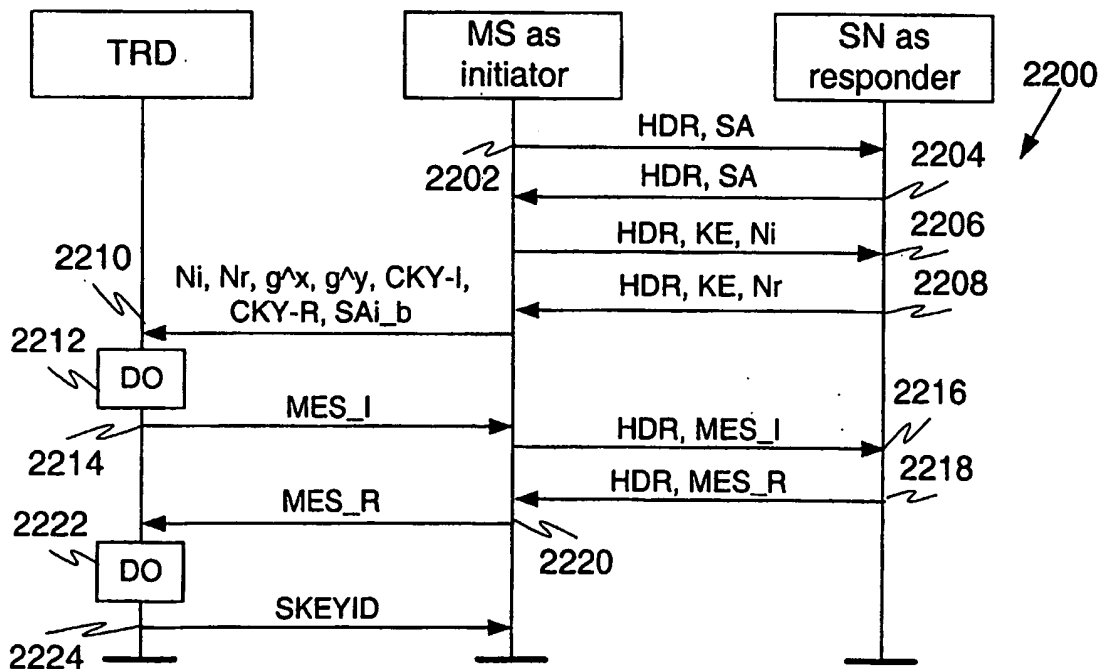 TRD
MS as
initiator
SN as
responder
2200
HDR, SA
2202
2204
HDR, SA
2206
HDR, KE, Ni
2210
2208
Ni, Nr, g^x, g^y, CKY-I,
CKY-R, SAi_b
HDR, KE, Nr
2212
DO
MES_I
2216
2214
HDR, MES_I
2218
HDR, MES_R
MES_R
2222
2220
DO
SKEYID
2224